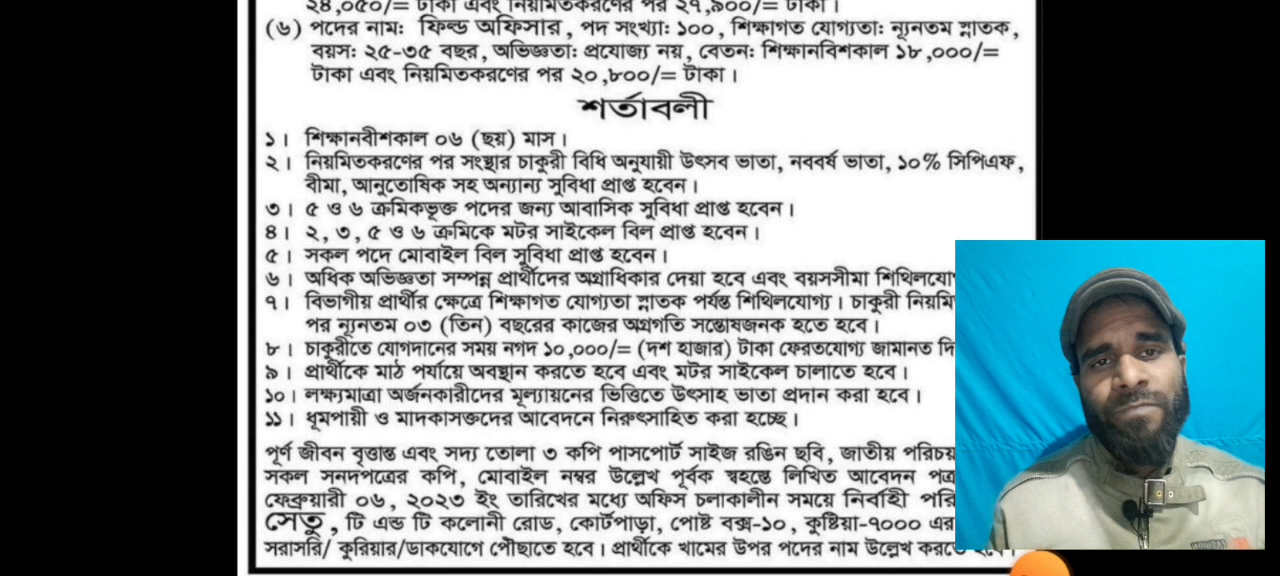 ২৪,০৫০/= টাকা এবং নিয়মিতকরণের পর ২৭,৯০০/= টাকা।
(৬) পদের নাম: ফিল্ড অফিসার, পদ সংখ্যা: ১০০, শিক্ষাগত যোগ্যতা: ন্যূনতম স্নাতক,
বয়স: ২৫-৩৫ বছর, অভিজ্ঞতা: প্রযোজ্য নয়, বেতন: শিক্ষানবিশকাল ১৮,০০০/=
টাকা এবং নিয়মিতকরণের পর ২০,৮০০/= টাকা।
শর্তাবলী
১। শিক্ষানবীশকাল ০৬ (ছয়) মাস।
২। নিয়মিতকরণের পর সংস্থার চাকুরী বিধি অনুযায়ী উৎসব ভাতা, নববর্ষ ভাতা, ১০% সিপিএফ,
বীমা, আনুতোষিক সহ অন্যান্য সুবিধা প্রাপ্ত হবেন।
৩। ৫ ও ৬ ক্রমিকভূক্ত পদের জন্য আবাসিক সুবিধা প্রাপ্ত হবেন।
৪। ২, ৩, ৫ ও ৬ ক্রমিকে মটর সাইকেল বিল প্রাপ্ত হবেন।
৫। সকল পদে মোবাইল বিল সুবিধা প্রাপ্ত হবেন।
৬। অধিক অভিজ্ঞতা সম্পন্ন প্রার্থীদের অগ্রাধিকার দেয়া হবে এবং বয়সসীমা শিথিলযো
৭। বিভাগীয় প্রার্থীর ক্ষেত্রে শিক্ষাগত যোগ্যতা স্নাতক পর্যন্ত শিথিলযোগ্য। চাকুরী নিয়মি
পর ন্যূনতম ০৩ (তিন) বছরের কাজের অগ্রগতি সন্তোষজনক হতে হবে।
৮। চাকুরীতে যোগদানের সময় নগদ ১০,০০০/= (দশ হাজার) টাকা ফেরতযোগ্য জামানত দি
৯। প্রার্থীকে মাঠ পর্যায়ে অবস্থান করতে হবে এবং মটর সাইকেল চালাতে হবে।
১০। লক্ষ্যমাত্রা অর্জনকারীদের মূল্যায়নের ভিত্তিতে উৎসাহ ভাতা প্রদান করা হবে।
১১। ধূমপায়ী ও মাদকাসক্তদের আবেদনে নিরুৎসাহিত করা হচ্ছে।
পূর্ণ জীবন বৃত্তান্ত এবং সদ্য তোলা ৩ কপি পাসপোর্ট সাইজ রঙিন ছবি, জাতীয় পরিচয়
সকল সনদপত্রের কপি, মোবাইল নম্বর উল্লেখ পূর্বক স্বহস্তে লিখিত আবেদন পত্র
ফেব্রুয়ারী ০৬, ২০২৩ ইং তারিখের মধ্যে অফিস চলাকালীন সময়ে নির্বাহী পরি
সেতু, টি এন্ড টি কলোনী রোড, কোর্টপাড়া, পোষ্ট বক্স-১০, কুষ্টিয়া-৭০০০ এর
সরাসরি/ কুরিয়ার/ডাকযোগে পৌঁছাতে হবে। প্রার্থীকে খামের উপর পদের নাম উল্লেখ করতে হবে।